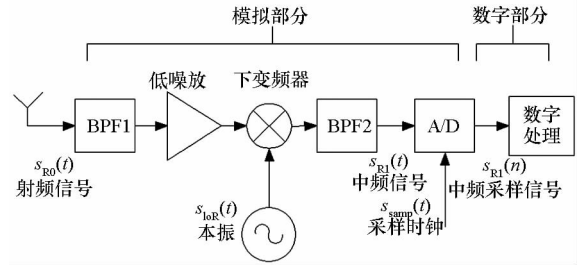 模拟部分
数字部分
低噪放
下变频器
BPF1
BPF2
A/D
数字
处理
s_R0(t)
射频信号
s_R1(t)
中频信号
s_R1(n)
中频采样信号
s_loR(t)
本振
s_samp(t)
采样时钟